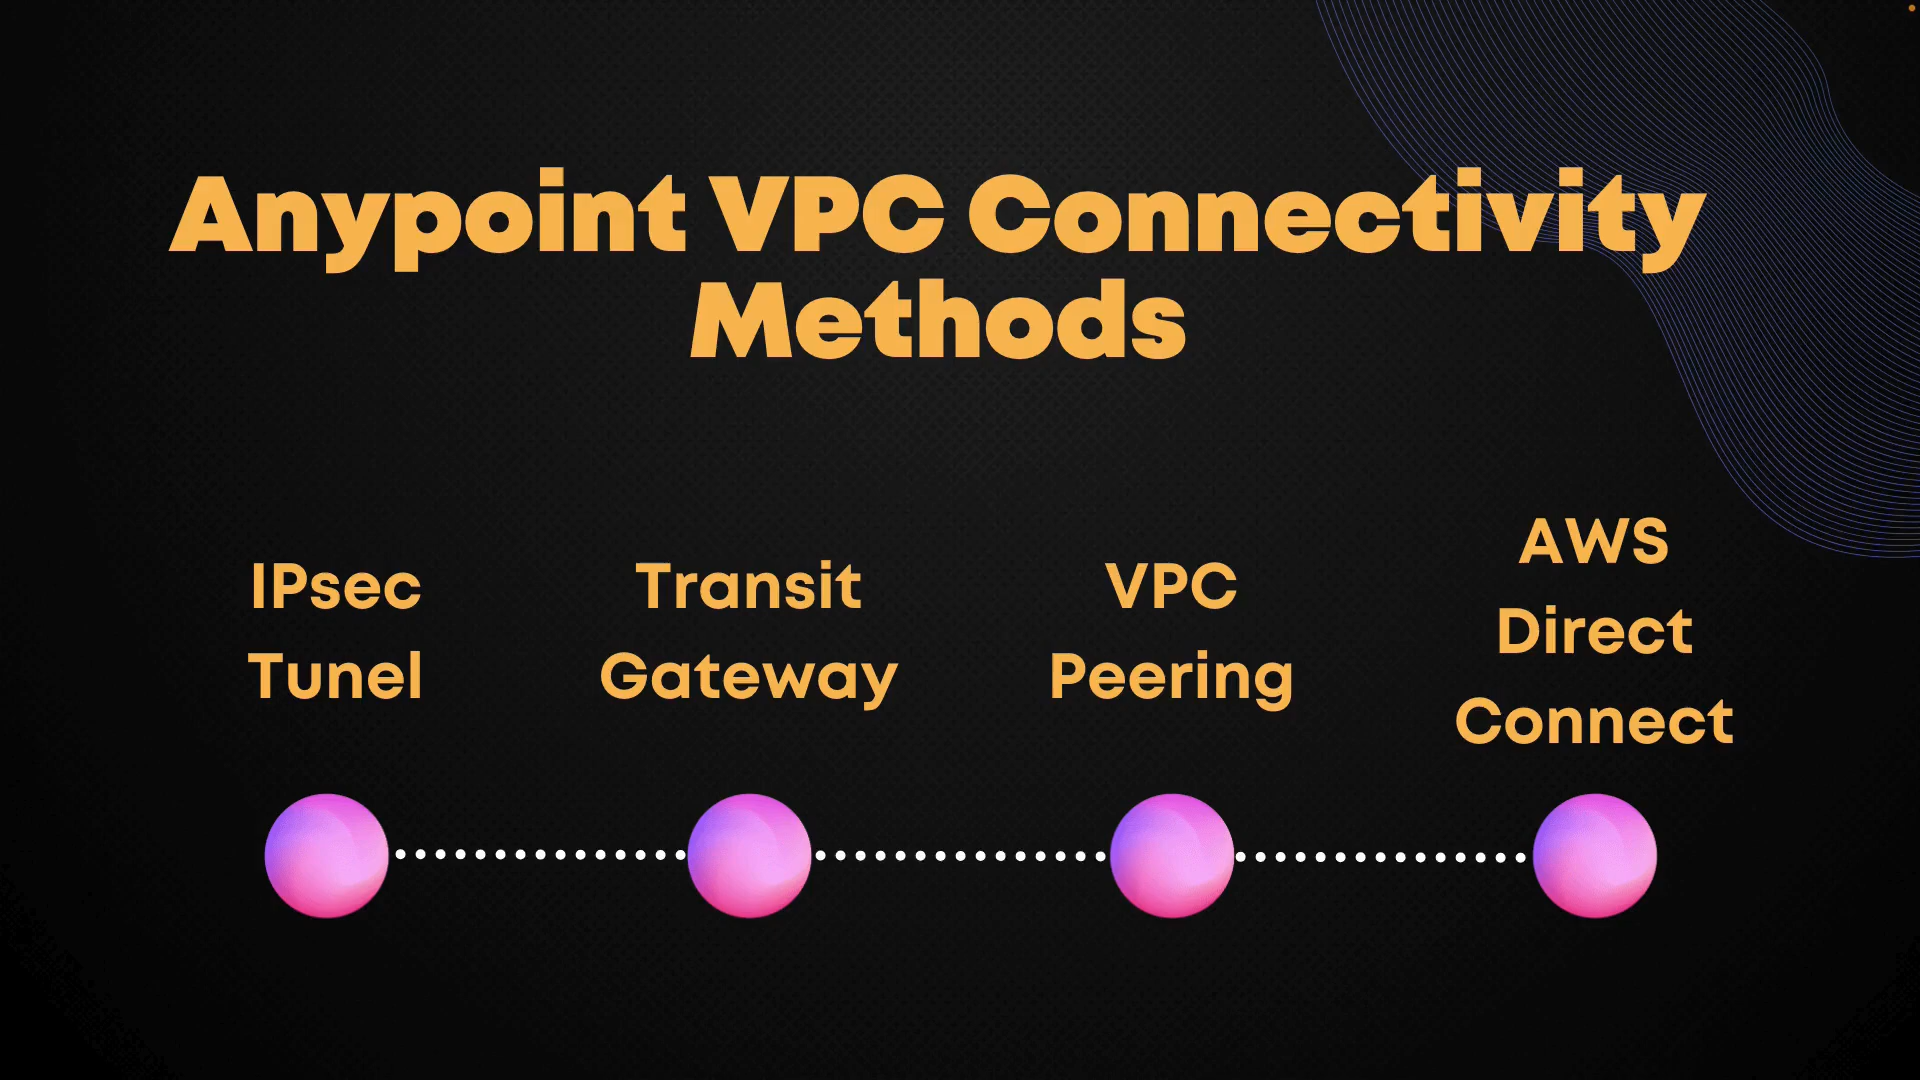 Anypoint VPC Connectivity
Methods
IPsec
Tunel
Transit
Gateway
VPC
Peering
AWS
Direct
Connect